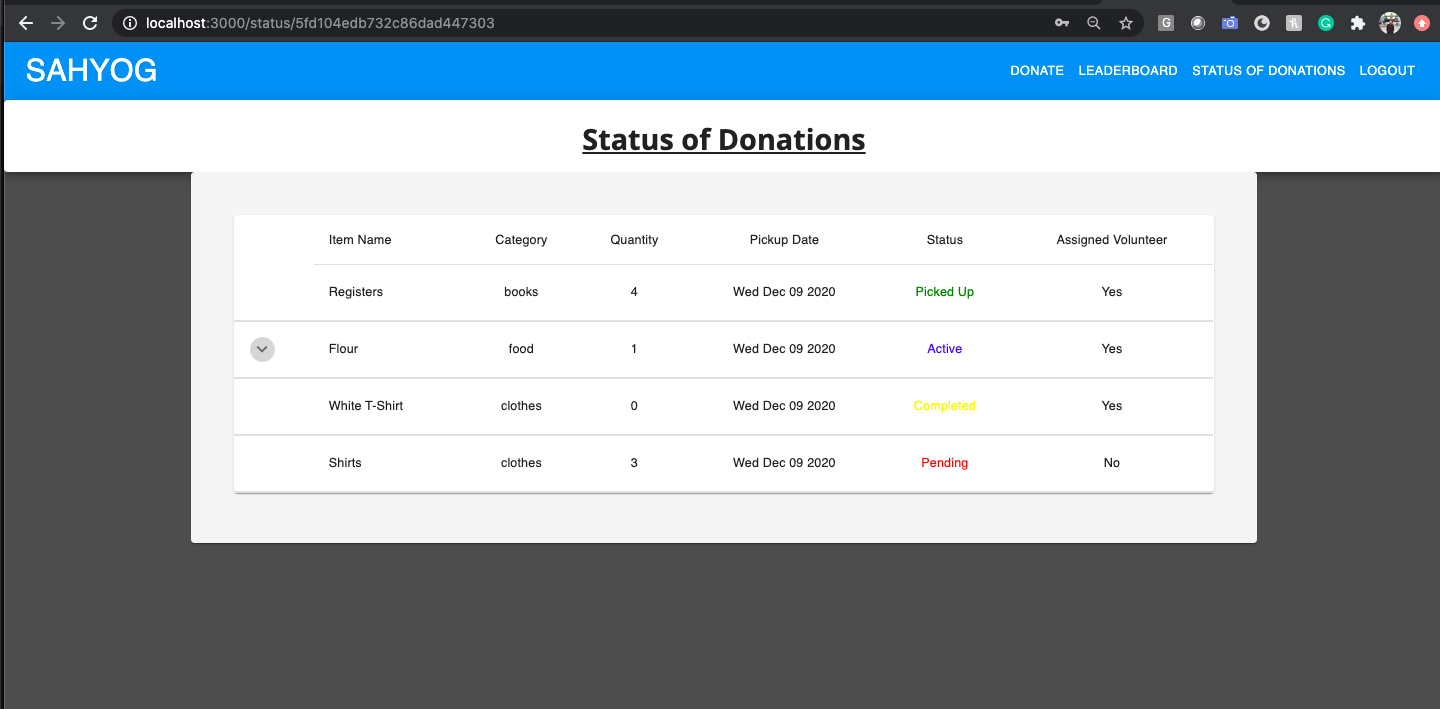 localhost:3000/status/5fd104edb732c86dad447303
SAHYOG DONATE LEADERBOARD STATUS OF DONATIONS LOGOUT
Status of Donations
Item Name Category Quantity Pickup Date Status Assigned Volunteer
Registers books 4 Wed Dec 09 2020 Picked Up Yes
Flour food 1 Wed Dec 09 2020 Active Yes
White T-Shirt clothes 0 Wed Dec 09 2020 Completed Yes
Shirts clothes 3 Wed Dec 09 2020 Pending No